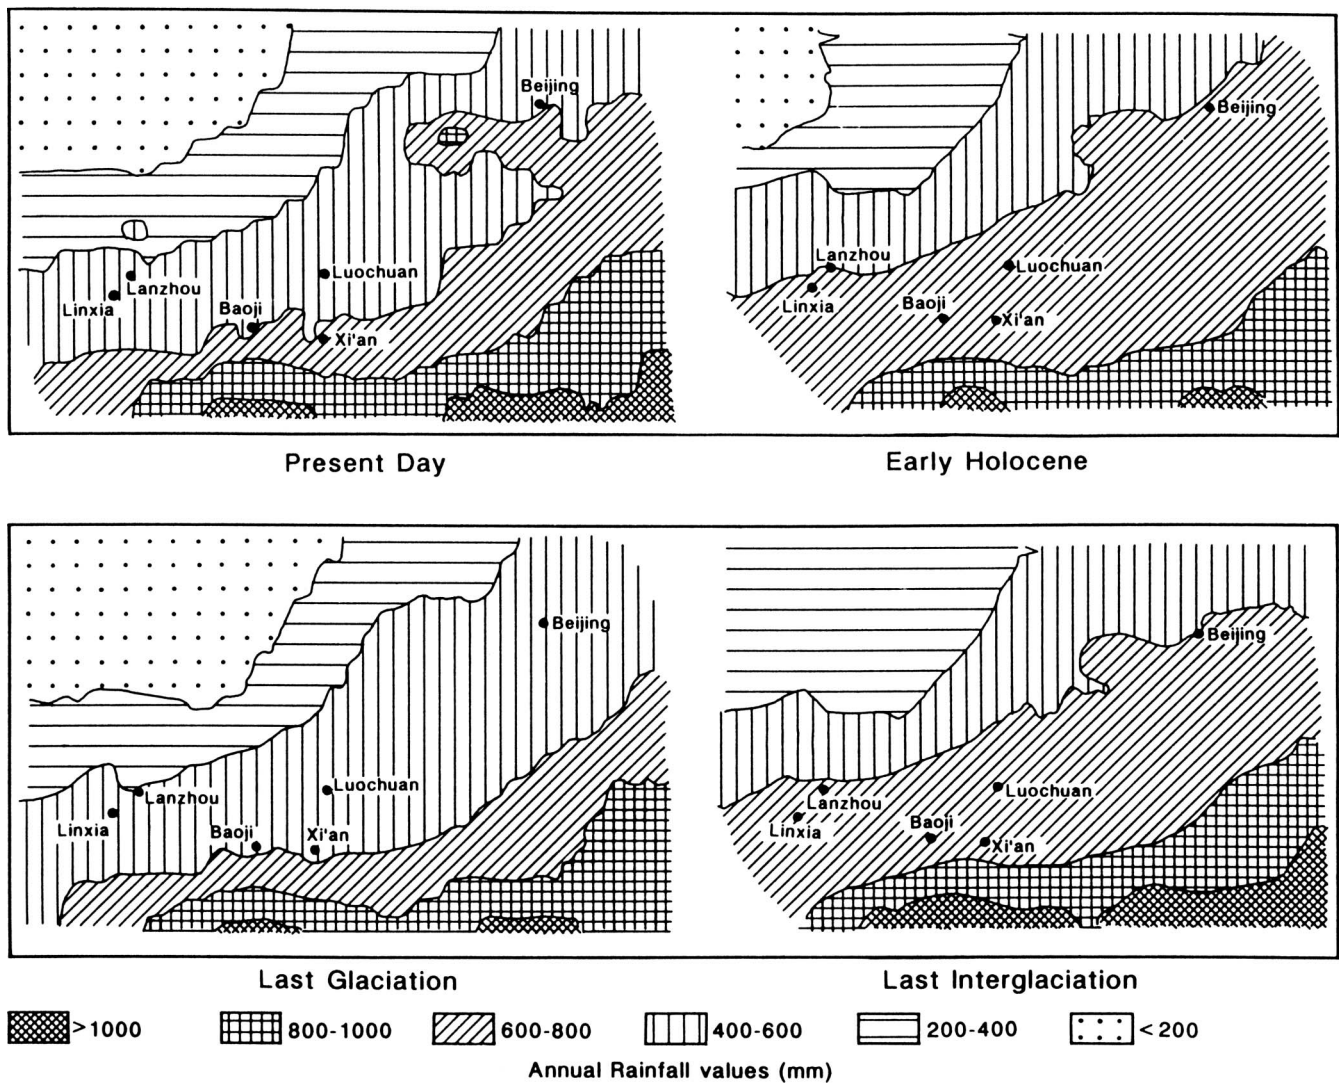 Beijing
Luochuan
Lanzhou
Linxia
Baoji
Xi'an
Present Day
Beijing
Lanzhou
Luochuan
Linxia
Baoji
Xi'an
Early Holocene
Beijing
Luochuan
Lanzhou
Linxia
Baoji
Xi'an
Last Glaciation
Beijing
Luochuan
Lanzhou
Linxia
Baoji
Xi'an
Last Interglaciation
>1000 800-1000 600-800 400-600 200-400 <200
Annual Rainfall values (mm)